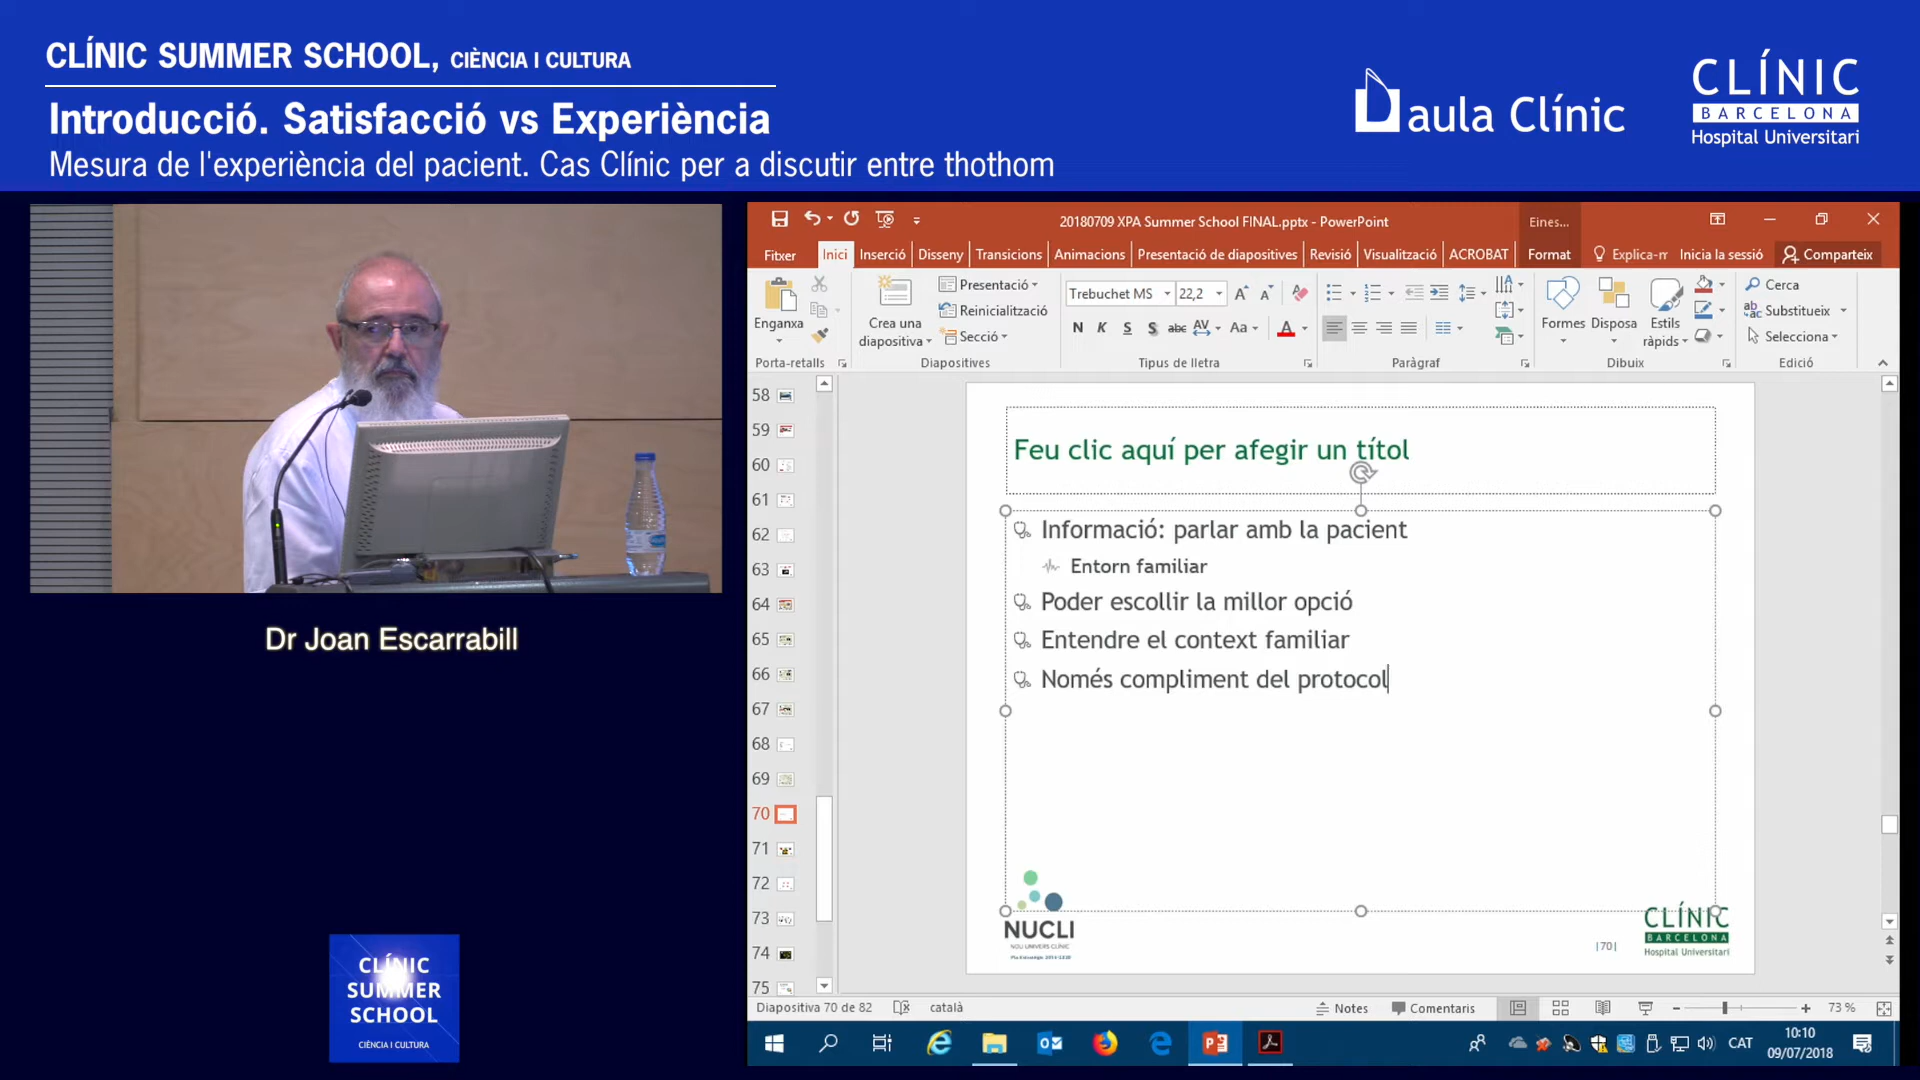 CLÍNIC SUMMER SCHOOL, CIÈNCIA I CULTURA
Introducció. Satisfacció vs Experiència
Mesura de l'experiència del pacient. Cas Clínic per a discutir entre thothom
aula Clínic
CLÍNIC
BARCELONA
Hospital Universitari
20180709 XPA Summer School FINAL.pptx - PowerPoint
Eines...
Fitxer
Inici
Inserció
Disseny
Transicions
Animacions
Presentació de diapositives
Revisió
Visualització
ACROBAT
Format
Explica-m
Inicia la sessió
Comparteix
Enganxa
Crea una
diapositiva
Presentació
Reinicialització
Secció
Trebuchet MS
22,2
N K S S abc AV Aa A
Formes
Disposa
Estils
ràpids
Cerca
Substitueix
Selecciona
Porta-retalls
Diapositives
Tipus de lletra
Paràgraf
Dibuix
Edició
58
59
60
61
62
63
64
65
66
67
68
69
70
71
72
73
74
75
Feu clic aquí per afegir un títol
Informació: parlar amb la pacient
Entorn familiar
Poder escollir la millor opció
Entendre el context familiar
Només compliment del protocol
NUCLI
NOU UNIVERS CLÍNIC
|70|
CLÍNIC
BARCELONA
Hospital Universitari
Dr Joan Escarrabill
CLÍNIC
SUMMER
SCHOOL
CIÈNCIA I CULTURA
Diapositiva 70 de 82
català
Notes
Comentaris
73 %
CAT
10:10
09/07/2018